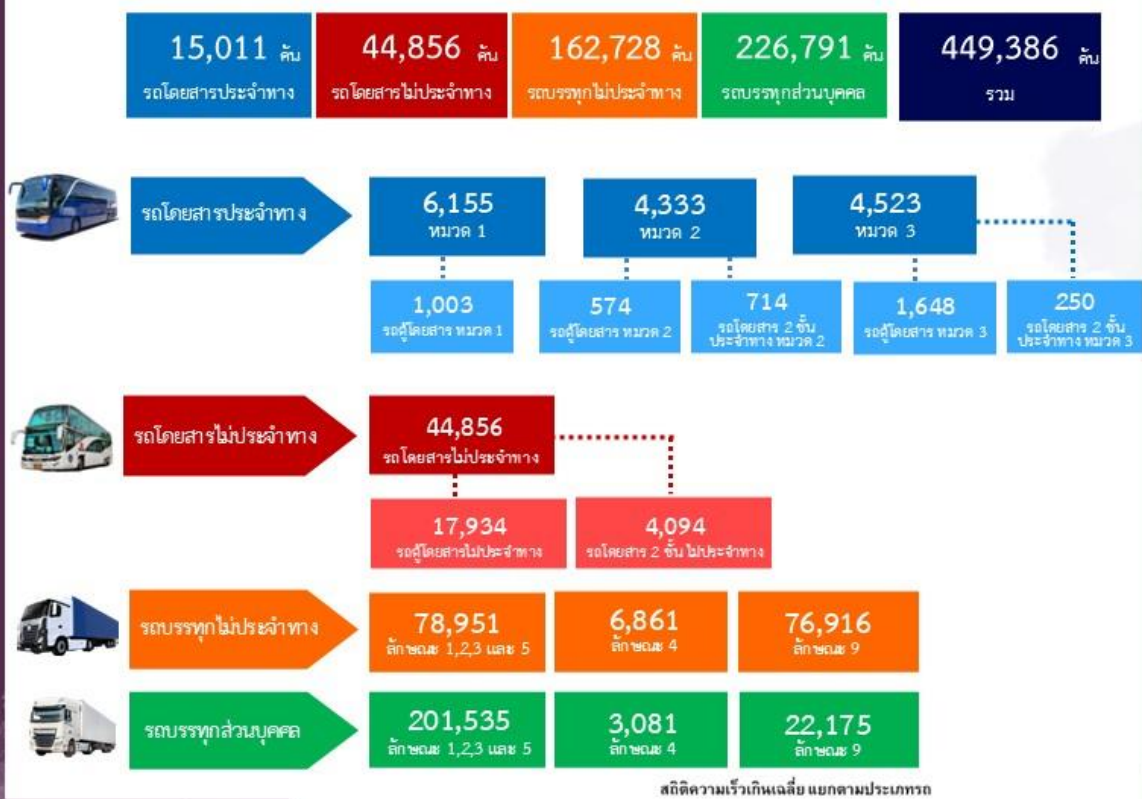 15,011 คัน
รถโดยสารประจำทาง
44,856 คัน
รถโดยสารไม่ประจำทาง
162,728 คัน
รถบรรทุกไม่ประจำทาง
226,791 คัน
รถบรรทุกส่วนบุคคล
449,386 คัน
รวม
รถโดยสารประจำทาง
6,155
หมวด 1
4,333
หมวด 2
4,523
หมวด 3
1,003
รถตู้โดยสาร หมวด 1
574
รถตู้โดยสาร หมวด 2
714
รถโดยสาร 2 ชั้น
ประจำทาง หมวด 2
1,648
รถตู้โดยสาร หมวด 3
250
รถโดยสาร 2 ชั้น
ประจำทาง หมวด 3
รถโดยสารไม่ประจำทาง
44,856
รถโดยสารไม่ประจำทาง
17,934
รถตู้โดยสารไม่ประจำทาง
4,094
รถโดยสาร 2 ชั้น ไม่ประจำทาง
รถบรรทุกไม่ประจำทาง
78,951
ลักษณะ 1,2,3 และ 5
6,861
ลักษณะ 4
76,916
ลักษณะ 9
รถบรรทุกส่วนบุคคล
201,535
ลักษณะ 1,2,3 และ 5
3,081
ลักษณะ 4
22,175
ลักษณะ 9
สถิติความเร็วเกินเฉลี่ย แยกตามประเภทรถ